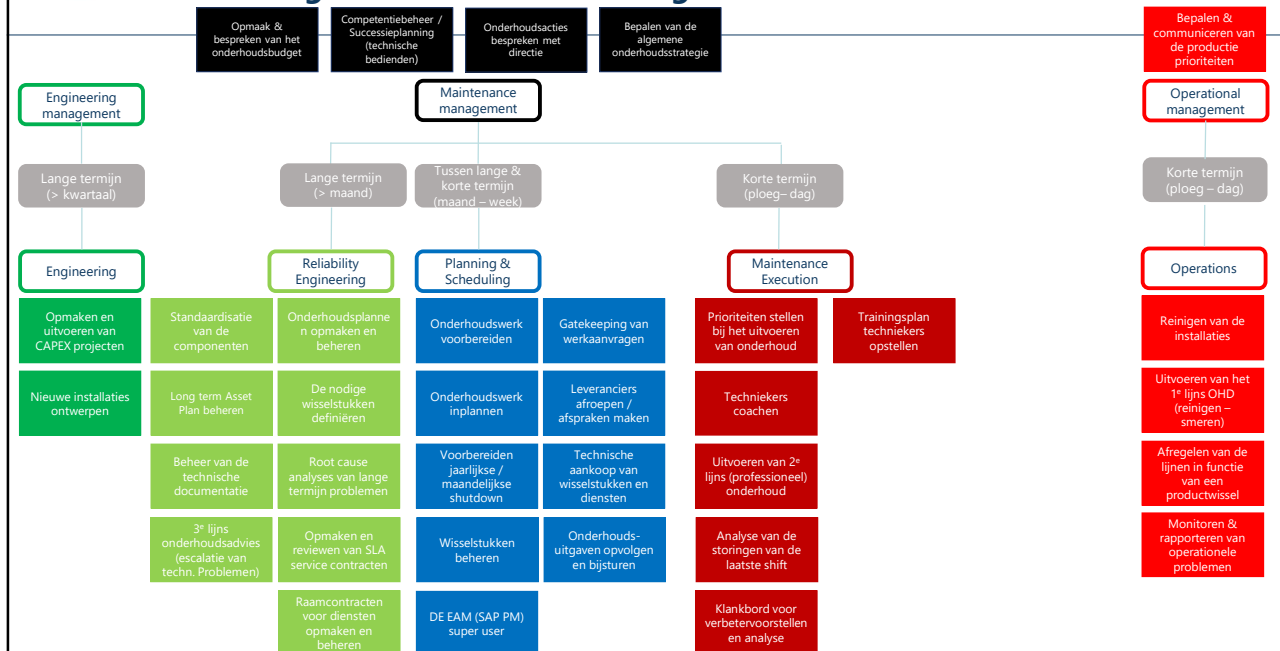 Opmaak &
bespreken van het
onderhoudsbudget
Competentiebeheer /
Successieplanning
(technische
bedienden)
Onderhoudsacties
bespreken met
directie
Bepalen van de
algemene
onderhoudsstrategie
Bepalen &
communiceren van
de productie
prioriteiten
Engineering
management
Maintenance
management
Operational
management
Lange termijn
(> kwartaal)
Lange termijn
(> maand)
Tussen lange &
korte termijn
(maand – week)
Korte termijn
(ploeg– dag)
Korte termijn
(ploeg – dag)
Engineering
Reliability
Engineering
Planning &
Scheduling
Maintenance
Execution
Operations
Opmaken en
uitvoeren van
CAPEX projecten
Standaardisatie
van de
componenten
Onderhoudsplanne
n opmaken en
beheren
Onderhoudswerk
voorbereiden
Gatekeeping van
werkaanvragen
Prioriteiten stellen
bij het uitvoeren
van onderhoud
Trainingsplan
techniekers
opstellen
Reinigen van de
installaties
Nieuwe installaties
ontwerpen
Long term Asset
Plan beheren
De nodige
wisselstukken
definiëren
Onderhoudswerk
inplannen
Leveranciers
afroepen /
afspraken maken
Techniekers
coachen
Uitvoeren van het
1e lijns OHD
(reinigen –
smeren)
Beheer van de
technische
documentatie
Root cause
analyses van lange
termijn problemen
Voorbereiden
jaarlijkse /
maandelijkse
shutdown
Technische
aankoop van
wisselstukken en
diensten
Uitvoeren van 2e
lijns (professioneel)
onderhoud
Afregelen van de
lijnen in functie
van een
productwissel
3e lijns
onderhoudsadvies
(escalatie van
techn. Problemen)
Opmaken en
reviewen van SLA
service contracten
Wisselstukken
beheren
Onderhouds-
uitgaven opvolgen
en bijsturen
Analyse van de
storingen van de
laatste shift
Monitoren &
rapporteren van
operationele
problemen
Raamcontracten
voor diensten
opmaken en
beheren
DE EAM (SAP PM)
super user
Klankbord voor
verbetervoorstellen
en analyse